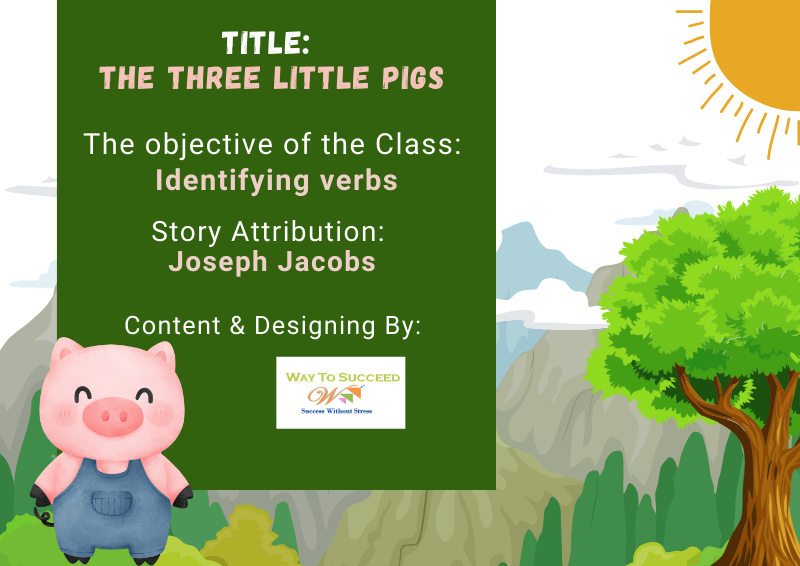 TITLE:
THE THREE LITTLE PIGS
The objective of the Class:
Identifying verbs
Story Attribution:
Joseph Jacobs
Content & Designing By:
WAY TO SUCCEED
Success Without Stress